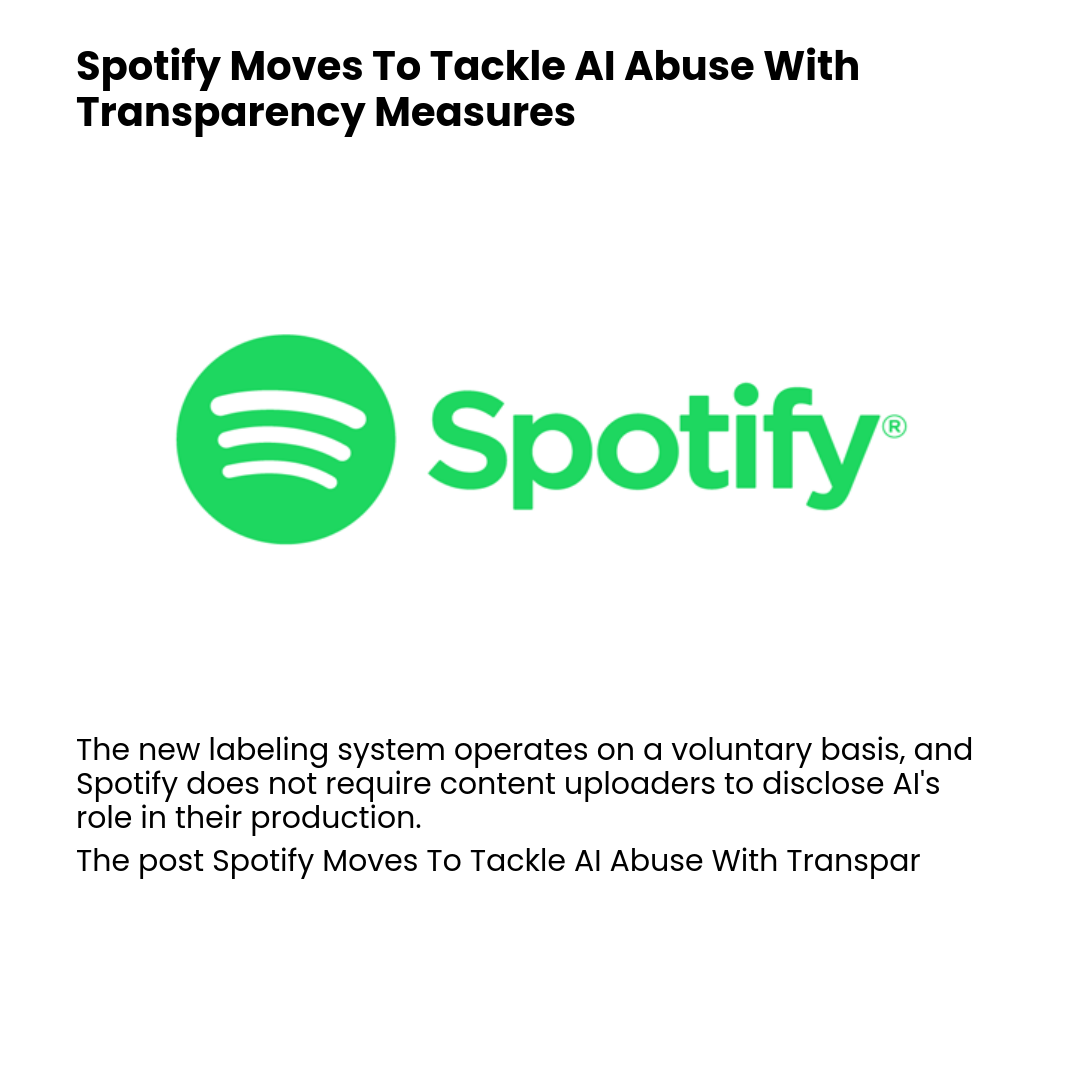 Spotify Moves To Tackle AI Abuse With
Transparency Measures
Spotify®
The new labeling system operates on a voluntary basis, and
Spotify does not require content uploaders to disclose AI's
role in their production.
The post Spotify Moves To Tackle AI Abuse With Transpar